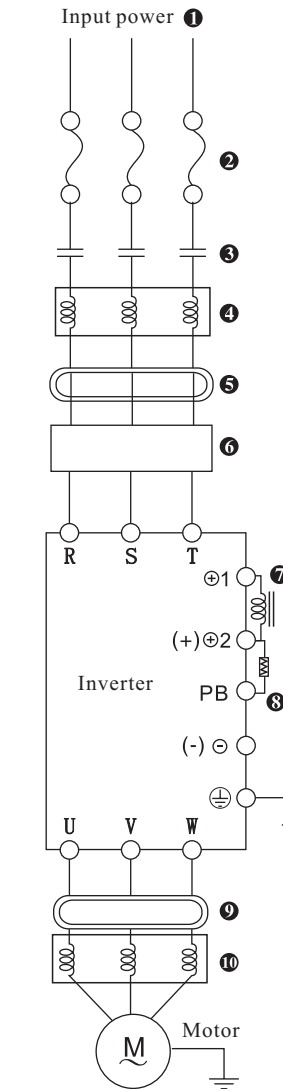 Input power ❶
❷
❸
❹
❺
❻
R S T
⊕1 ❼
(+)⊕2
Inverter
PB ❽
(-) ⊖
U V W
❾
❿
Motor
M
~